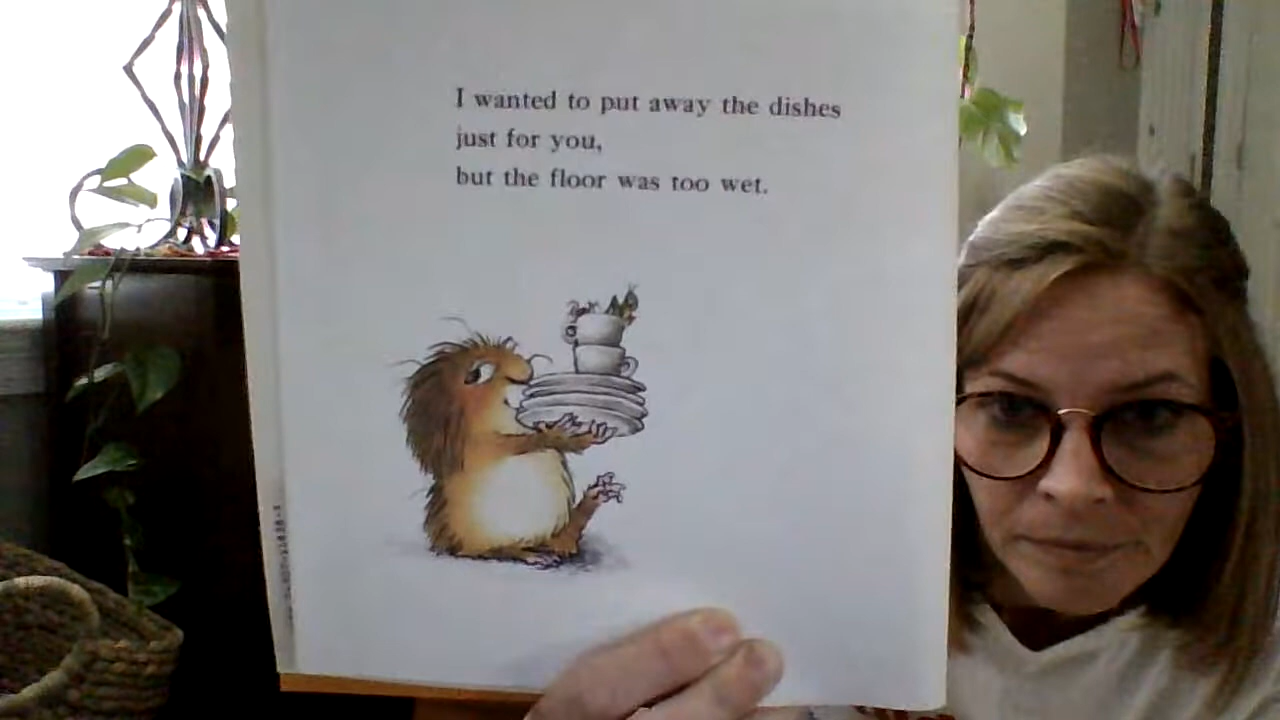 I wanted to put away the dishes
just for you,
but the floor was too wet.